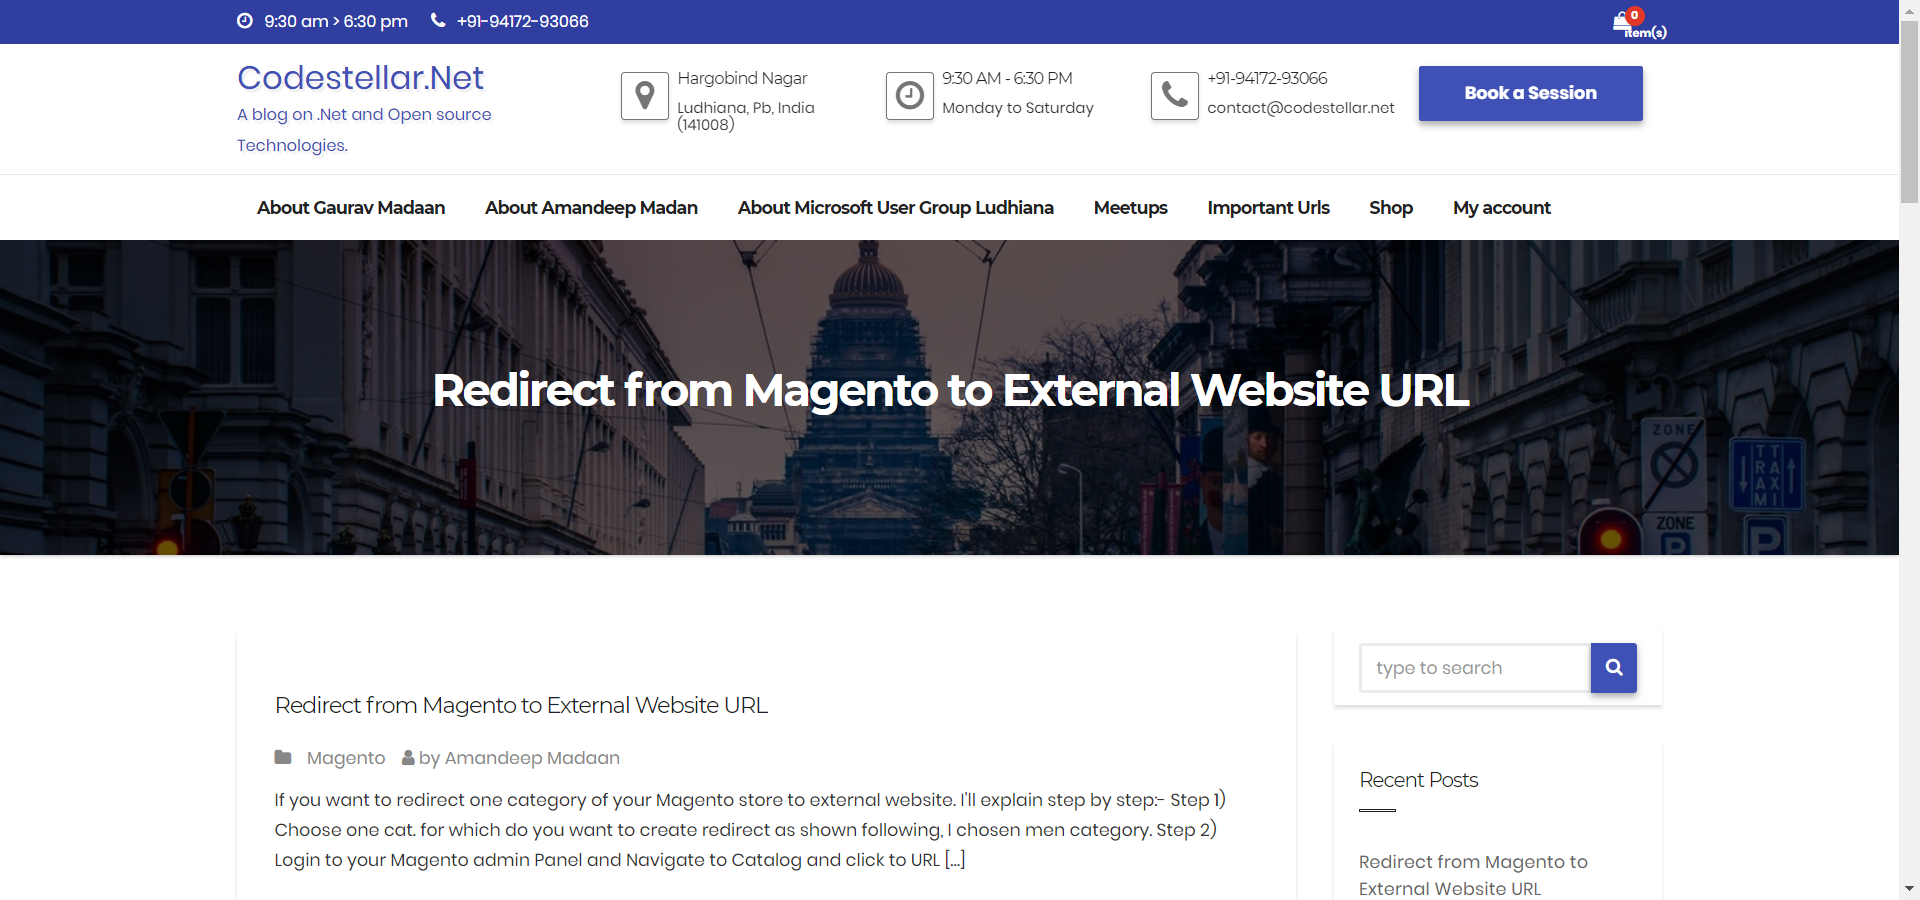 9:30 am > 6:30 pm +91-94172-93066
0
item(s)
Codestellar.Net
A blog on .Net and Open source
Technologies.
Hargobind Nagar
Ludhiana, Pb, India
(141008)
9:30 AM - 6:30 PM
Monday to Saturday
+91-94172-93066
contact@codestellar.net
Book a Session
About Gaurav Madaan About Amandeep Madan About Microsoft User Group Ludhiana Meetups Important Urls Shop My account
Redirect from Magento to External Website URL
ZONE
TAXI
TRAM
ZONE
P
P
type to search
Redirect from Magento to External Website URL
Magento by Amandeep Madaan
If you want to redirect one category of your Magento store to external website. I'll explain step by step:- Step 1)
Choose one cat. for which do you want to create redirect as shown following, I chosen men category. Step 2)
Login to your Magento admin Panel and Navigate to Catalog and click to URL [...]
Recent Posts
Redirect from Magento to
External Website URL